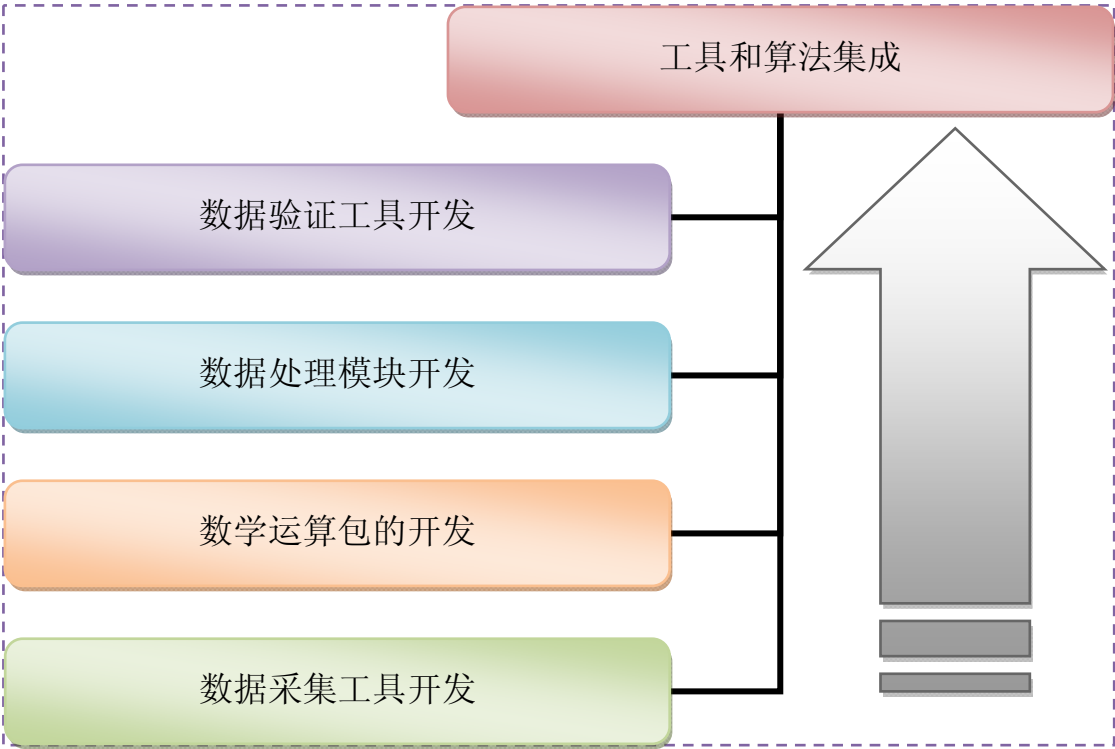 工具和算法集成
数据验证工具开发
数据处理模块开发
数学运算包的开发
数据采集工具开发